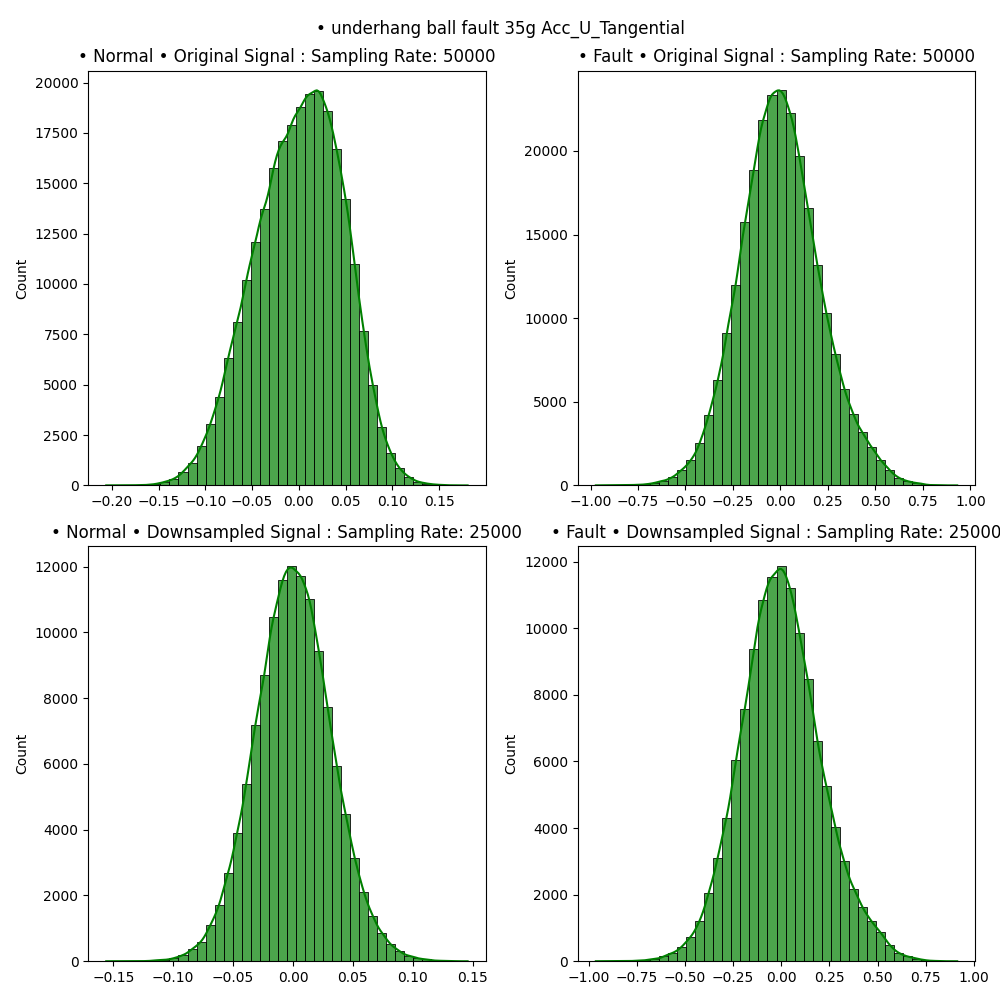 • underhang ball fault 35g Acc_U_Tangential
• Normal • Original Signal : Sampling Rate: 50000
• Fault • Original Signal : Sampling Rate: 50000
20000
17500
15000
12500
10000
7500
5000
2500
0
Count
−0.20 −0.15 −0.10 −0.05 0.00 0.05 0.10 0.15
20000
15000
10000
5000
0
Count
−1.00 −0.75 −0.50 −0.25 0.00 0.25 0.50 0.75 1.00
• Normal • Downsampled Signal : Sampling Rate: 25000
• Fault • Downsampled Signal : Sampling Rate: 25000
12000
10000
8000
6000
4000
2000
0
Count
−0.15 −0.10 −0.05 0.00 0.05 0.10 0.15
12000
10000
8000
6000
4000
2000
0
Count
−1.00 −0.75 −0.50 −0.25 0.00 0.25 0.50 0.75 1.00